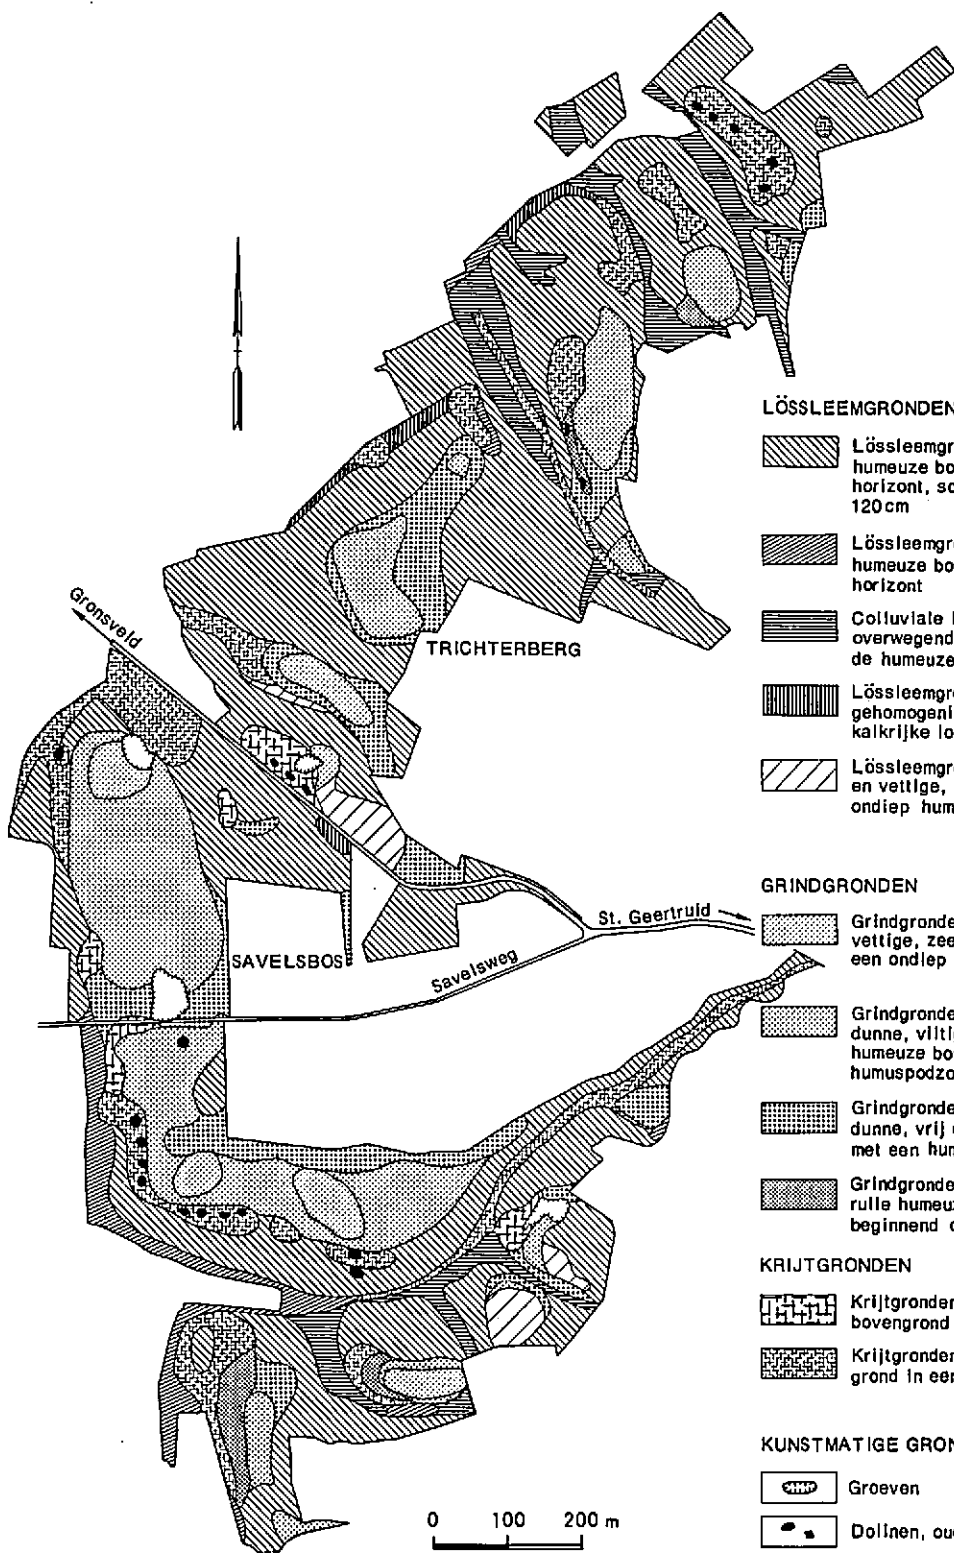 LÖSSLEEMGRONDEN
Lössleemgr
humeuze bo
horizont, sc
120cm
Lössleemgr
humeuze bo
horizont
Colluviale l
overwegend
de humeuze
Lössleemgr
gehomogeni
kalkrijke lö
Lössleemgr
en vettige,
ondiep hum
Gronsveld
TRICHTERBERG
GRINDGRONDEN
Grindgronde
vettige, zee
een ondiep
St. Geertruid
SAVELSBOS
Savelsweg
Grindgronde
dunne, viltig
humeuze bo
humuspodzo
Grindgronde
dunne, vrij
met een hum
Grindgronde
rulle humeuz
beginnend
KRIJTGRONDEN
Krijtgronden
bovengrond
Krijtgronden
grond in een
KUNSTMATIGE GRON
Groeven
Dolinen, oud
0 100 200 m